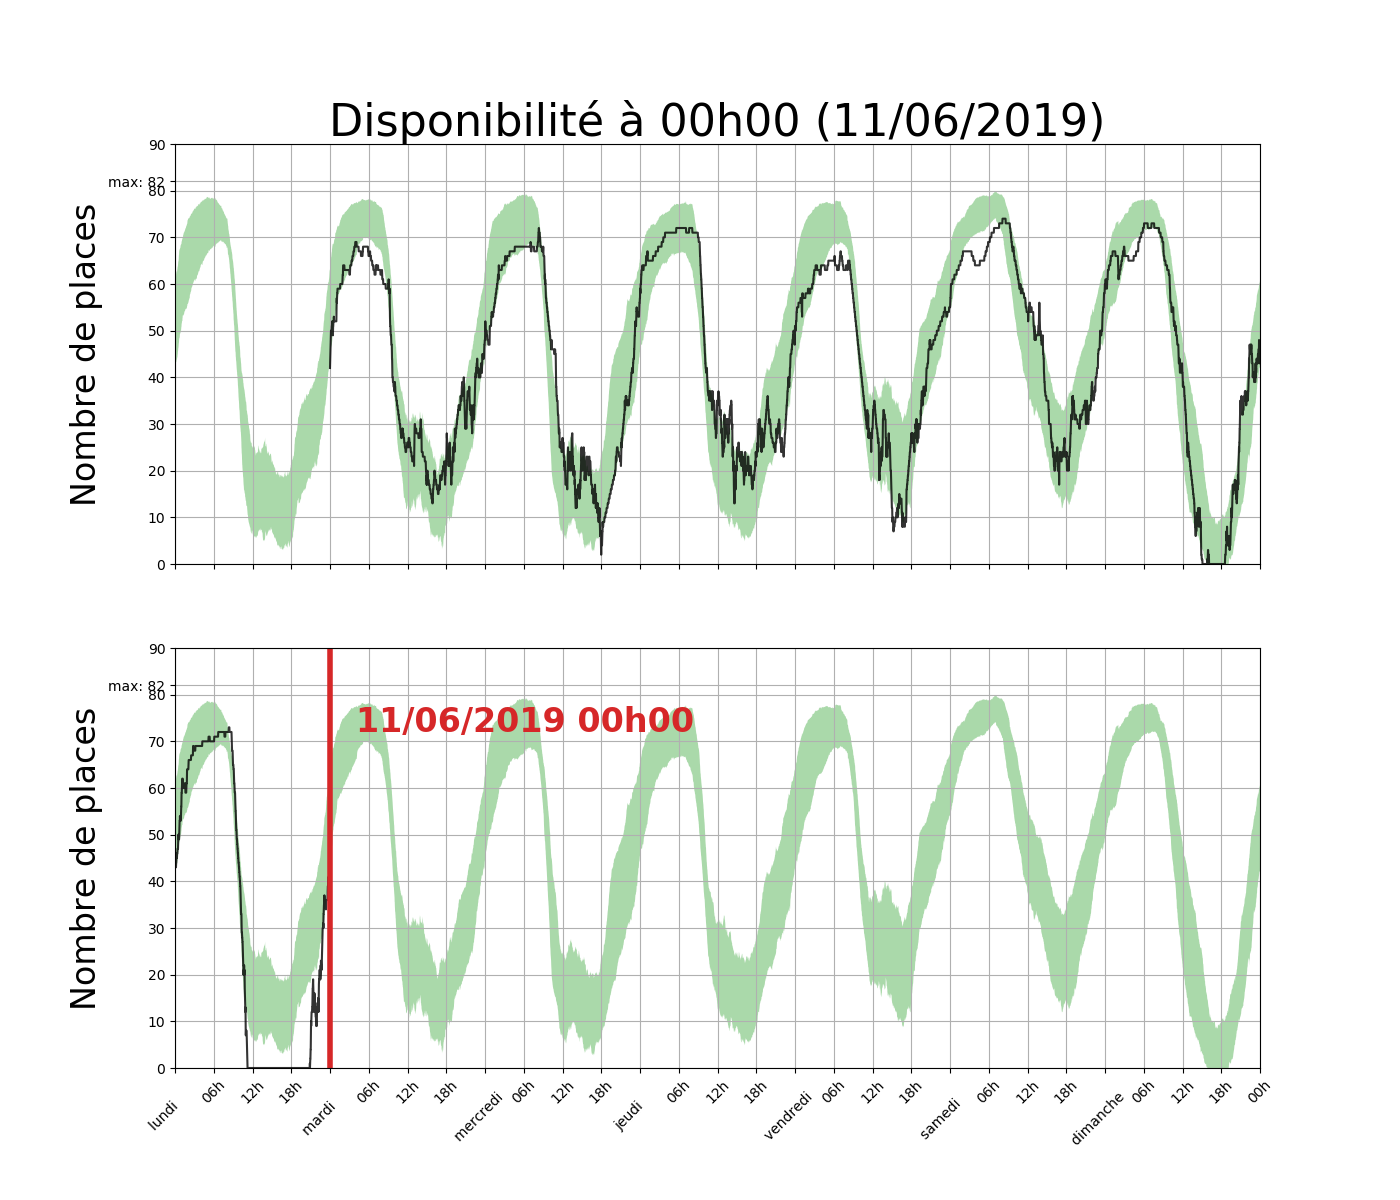 Disponibilité à 00h00 (11/06/2019)
Nombre de places
90
max: 82
80
70
60
50
40
30
20
10
0
Nombre de places
90
max: 82
80
70
60
50
40
30
20
10
0
11/06/2019 00h00
lundi 06h 12h 18h mardi 06h 12h 18h mercredi 06h 12h 18h jeudi 06h 12h 18h vendredi 06h 12h 18h samedi 06h 12h 18h dimanche 06h 12h 18h 00h